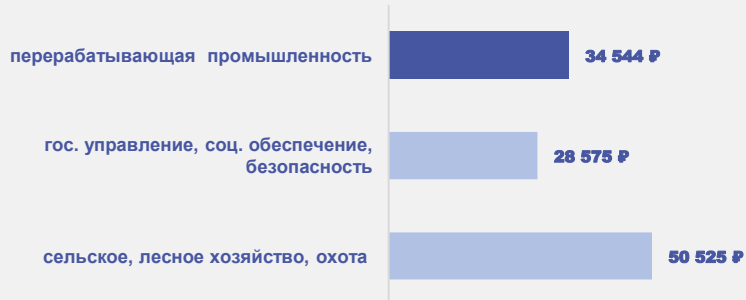 перерабатывающая промышленность
34 544 ₽
гос. управление, соц. обеспечение,
безопасность
28 575 ₽
сельское, лесное хозяйство, охота
50 525 ₽